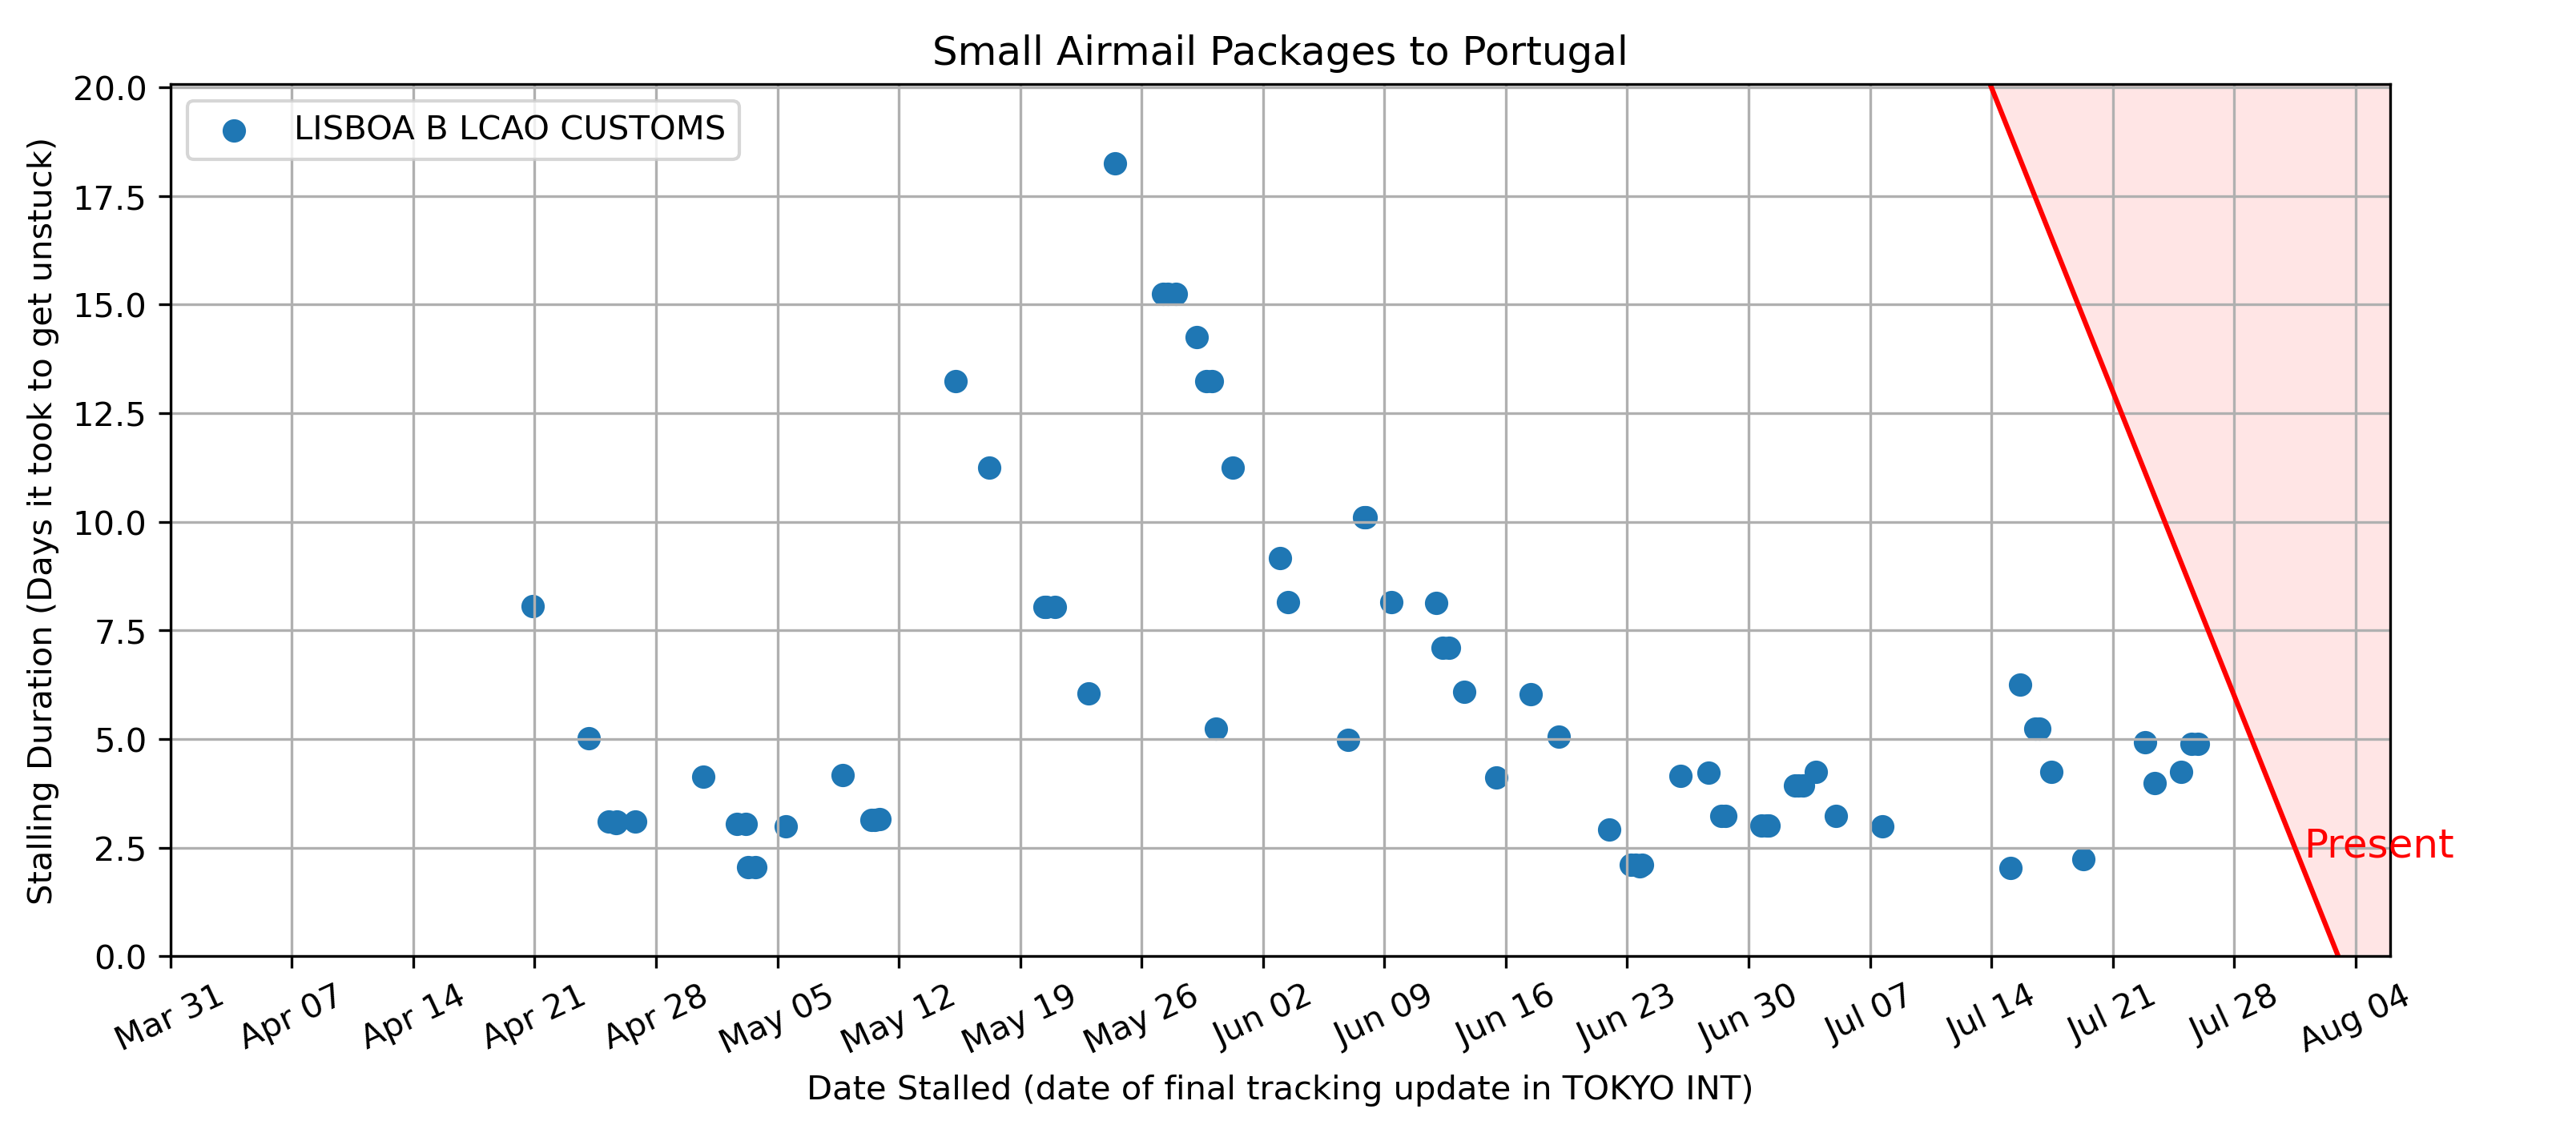 Small Airmail Packages to Portugal
LISBOA B LCAO CUSTOMS
Stalling Duration (Days it took to get unstuck)
20.0
17.5
15.0
12.5
10.0
7.5
5.0
2.5
0.0
Present
Mar 31 Apr 07 Apr 14 Apr 21 Apr 28 May 05 May 12 May 19 May 26 Jun 02 Jun 09 Jun 16 Jun 23 Jun 30 Jul 07 Jul 14 Jul 21 Jul 28 Aug 04
Date Stalled (date of final tracking update in TOKYO INT)